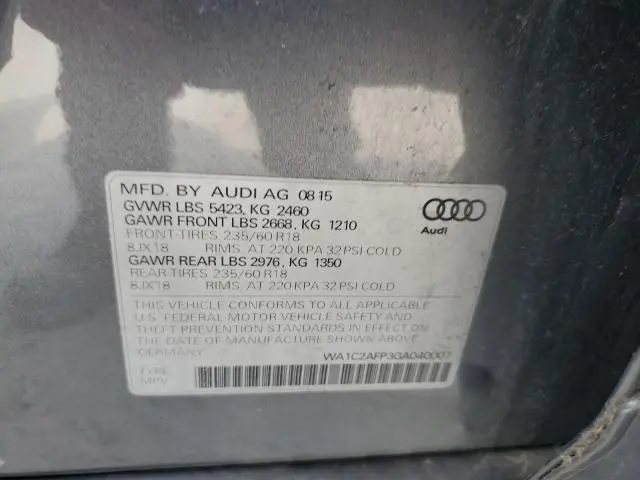 MFD. BY AUDI AG 08 15
GVWR LBS 5423, KG 2460
GAWR FRONT LBS 2668, KG 1210
FRONT-TIRES 235/60 R18
8JX18 RIMS, AT 220 KPA 32 PSI COLD
GAWR REAR LBS 2976, KG 1350
REAR-TIRES 235/60 R18
8JX18 RIMS, AT 220 KPA 32 PSI COLD
THIS VEHICLE CONFORMS TO ALL APPLICABLE
U.S. FEDERAL MOTOR VEHICLE SAFETY AND
THEFT PREVENTION STANDARDS IN EFFECT ON
THE DATE OF MANUFACTURE SHOWN ABOVE
GERMANY WA1C2AFP3GA040007
TYPE
MPV
Audi